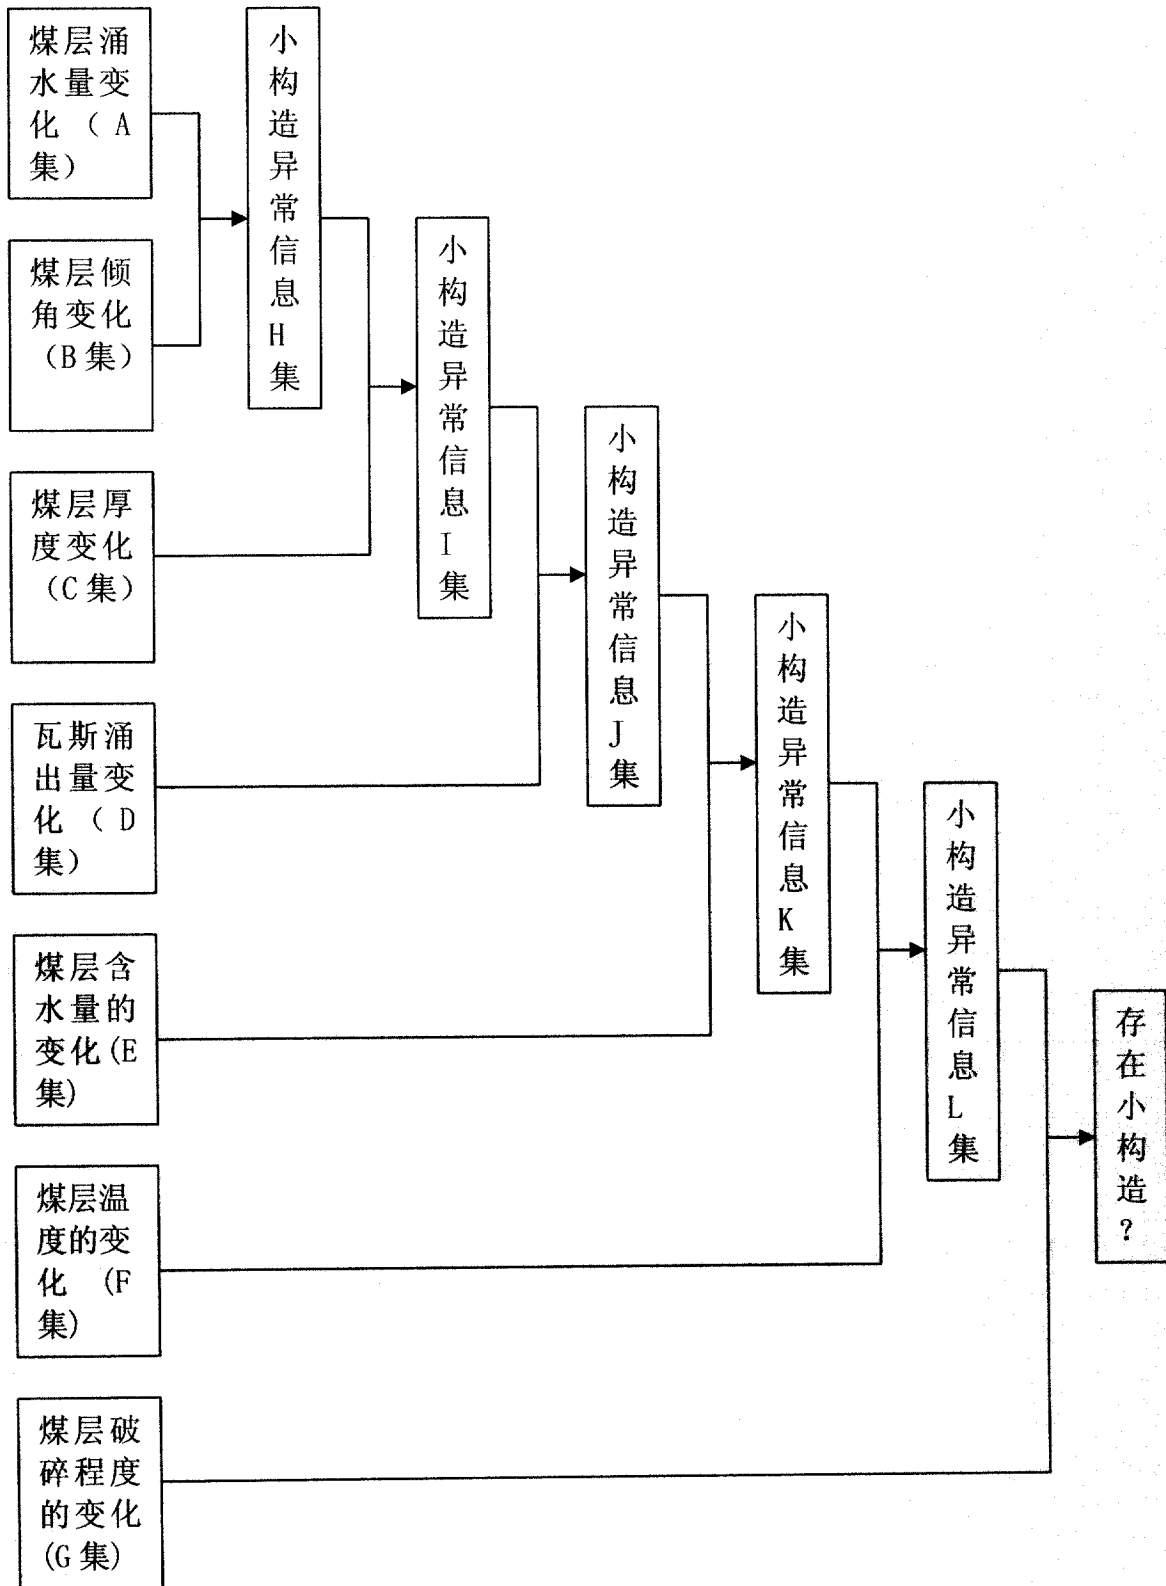 煤层涌
水量变
化（A
集）
煤层倾
角变化
（B集）
煤层厚
度变化
（C集）
瓦斯涌
出量变
化（D
集）
煤层含
水量的
变化(E
集)
煤层温
度的变
化 (F
集)
煤层破
碎程度
的变化
(G集)
小构造异常信息H集
小构造异常信息I集
小构造异常信息J集
小构造异常信息K集
小构造异常信息L集
存在小构造？